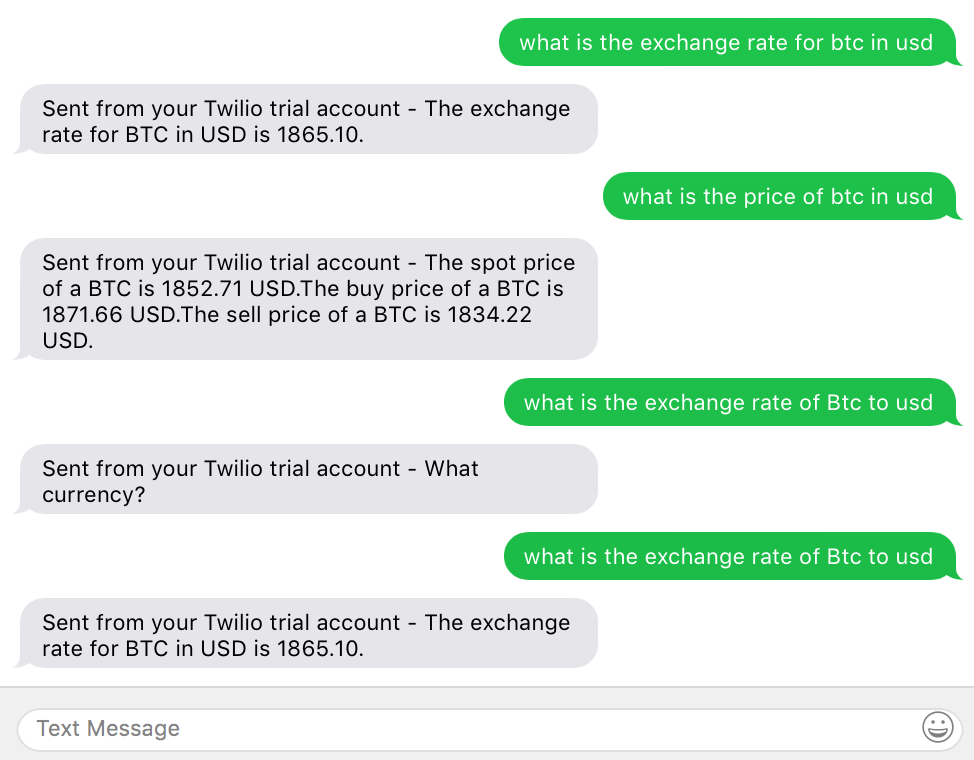 what is the exchange rate for btc in usd
Sent from your Twilio trial account - The exchange
rate for BTC in USD is 1865.10.
what is the price of btc in usd
Sent from your Twilio trial account - The spot price
of a BTC is 1852.71 USD.The buy price of a BTC is
1871.66 USD.The sell price of a BTC is 1834.22
USD.
what is the exchange rate of Btc to usd
Sent from your Twilio trial account - What
currency?
what is the exchange rate of Btc to usd
Sent from your Twilio trial account - The exchange
rate for BTC in USD is 1865.10.
Text Message